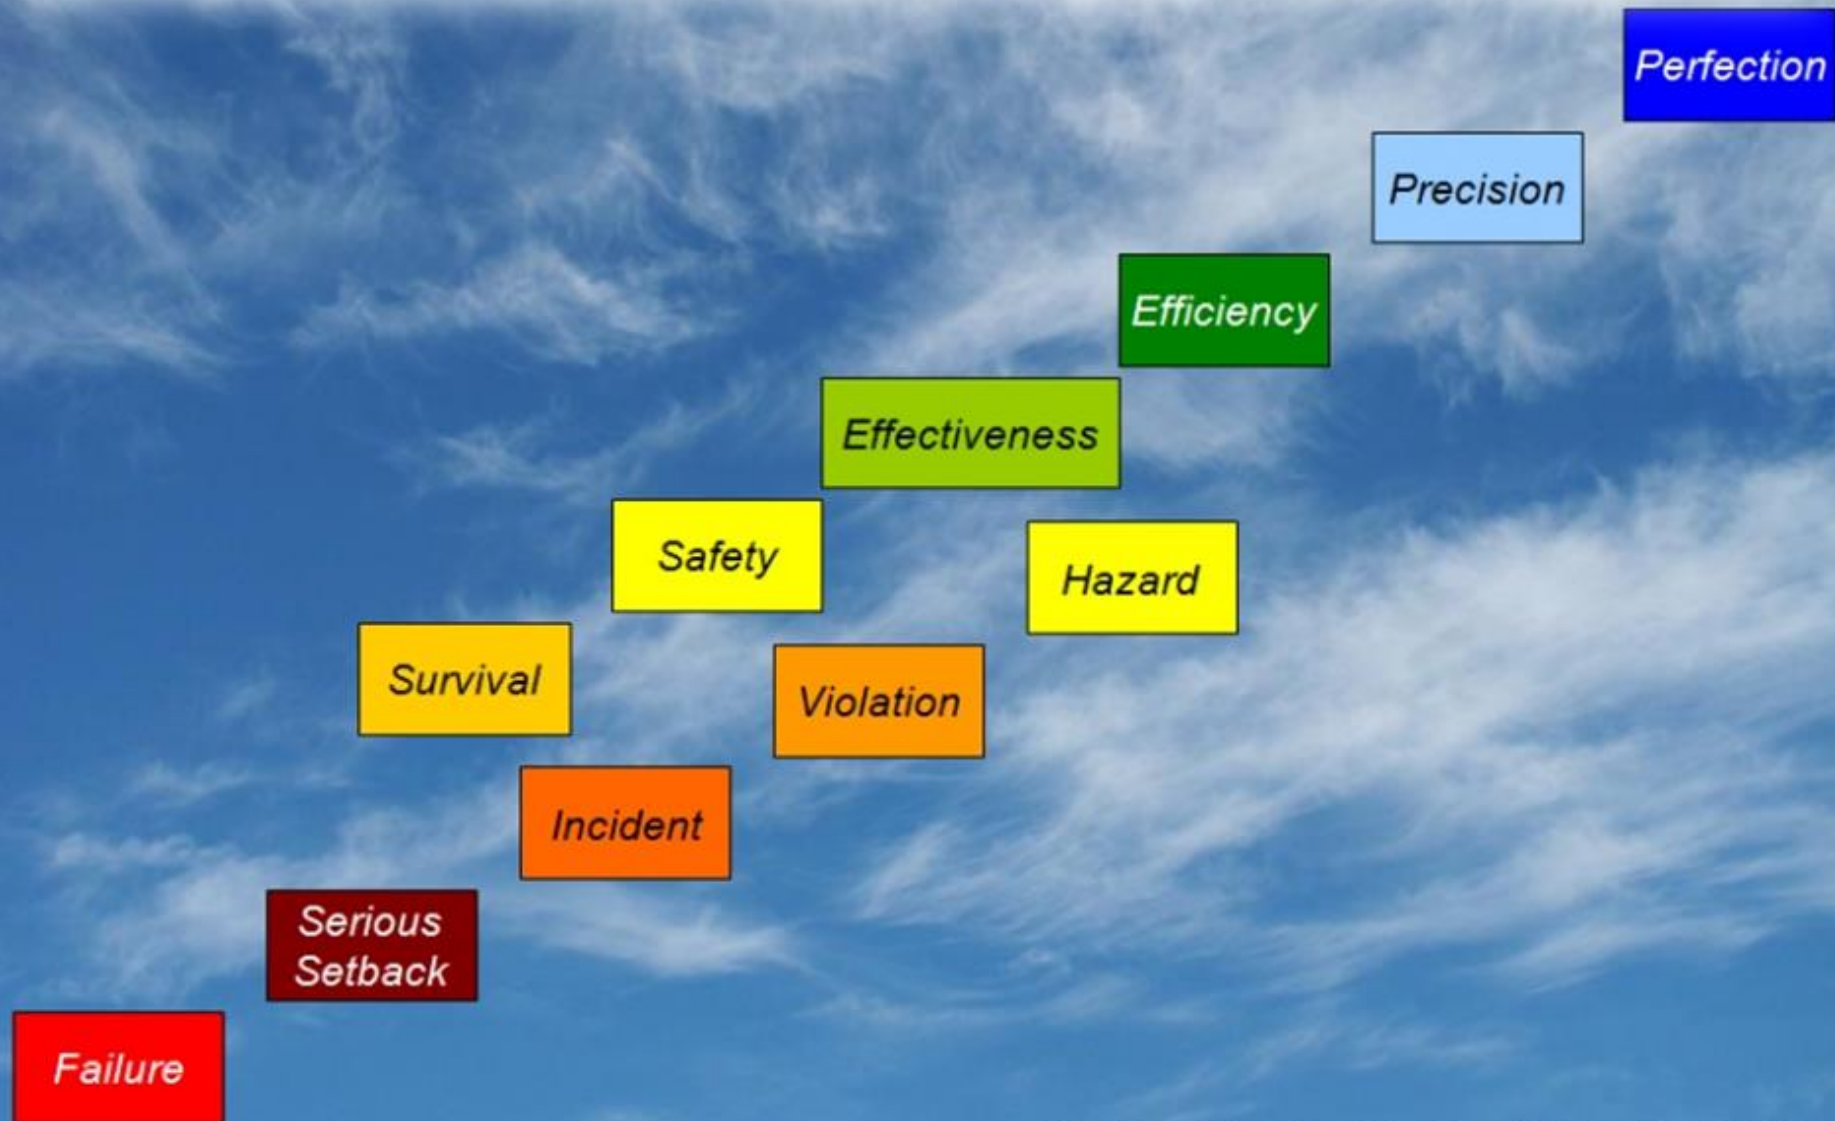 Perfection
Precision
Efficiency
Effectiveness
Safety
Hazard
Survival
Violation
Incident
Serious
Setback
Failure